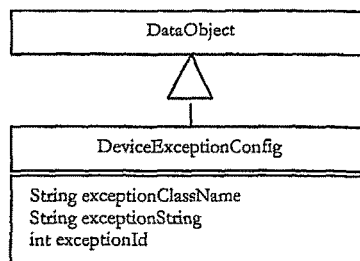 DataObject
DeviceExceptionConfig
String exceptionClassName
String exceptionString
int exceptionId